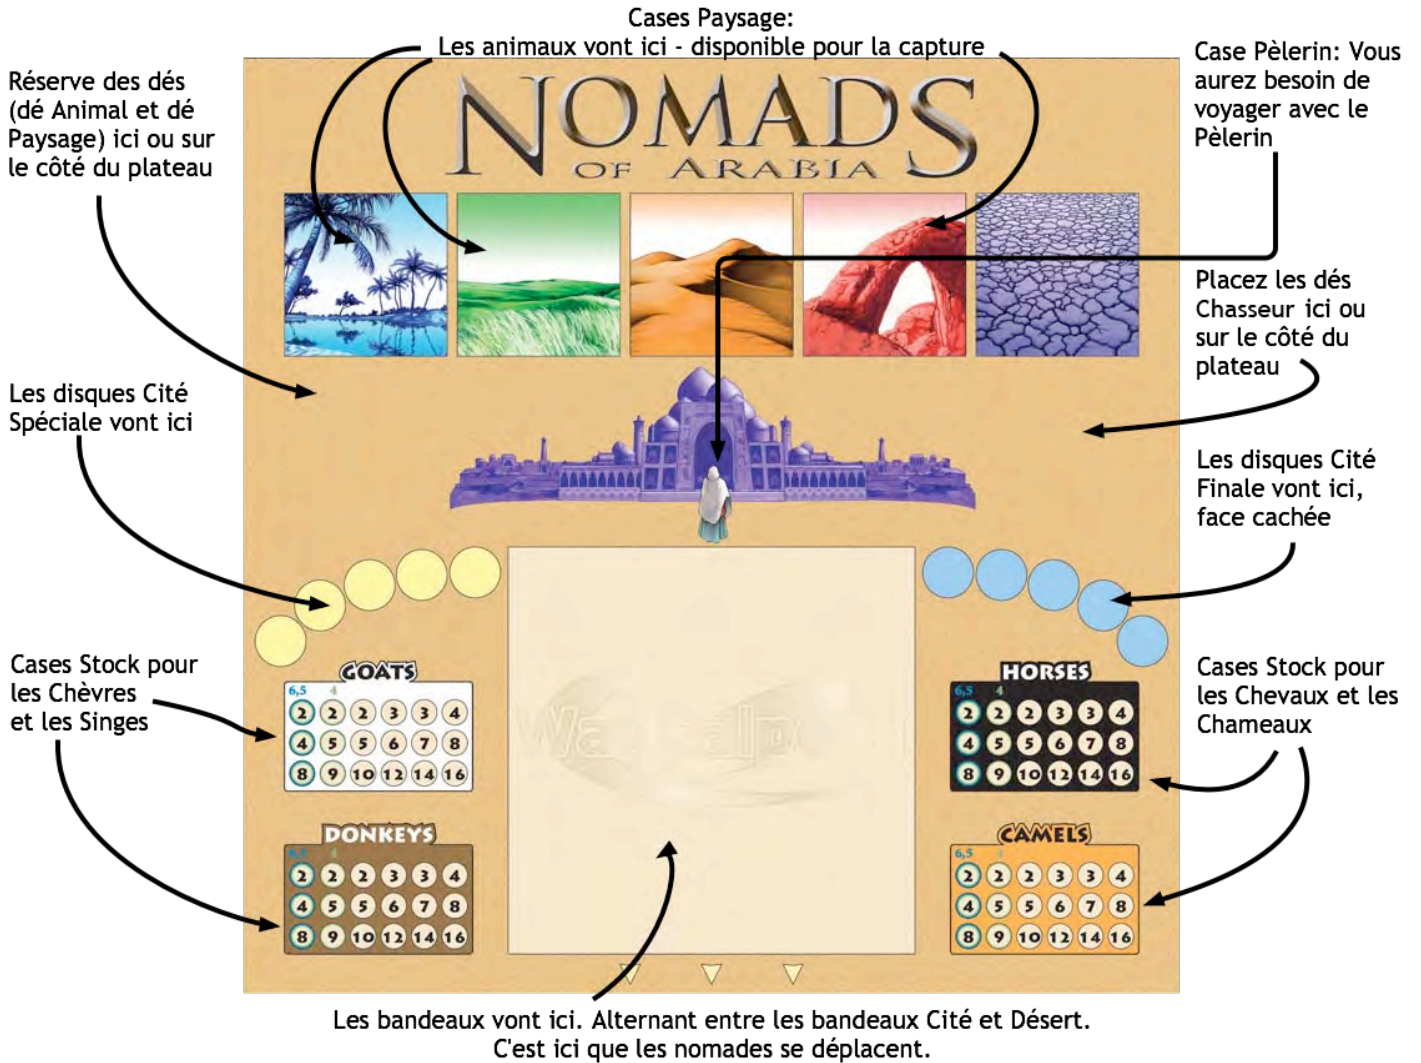 Cases Paysage:
Les animaux vont ici - disponible pour la capture
Réserve des dés
(dé Animal et dé
Paysage) ici ou sur
le côté du plateau
Case Pèlerin: Vous
aurez besoin de
voyager avec le
Pèlerin
NOMADS
OF ARABIA
Placez les dés
Chasseur ici ou
sur le côté du
plateau
Les disques Cité
Spéciale vont ici
Les disques Cité
Finale vont ici,
face cachée
Cases Stock pour
les Chèvres
et les Singes
GOATS
6,5 4
2 2 2 3 3 4
4 5 5 6 7 8
8 9 10 12 14 16
DONKEYS
6,5 4
2 2 2 3 3 4
4 5 5 6 7 8
8 9 10 12 14 16
HORSES
6,5 4
2 2 2 3 3 4
4 5 5 6 7 8
8 9 10 12 14 16
CAMELS
6,5 4
2 2 2 3 3 4
4 5 5 6 7 8
8 9 10 12 14 16
Cases Stock pour
les Chevaux et les
Chameaux
Les bandeaux vont ici. Alternant entre les bandeaux Cité et Désert.
C'est ici que les nomades se déplacent.